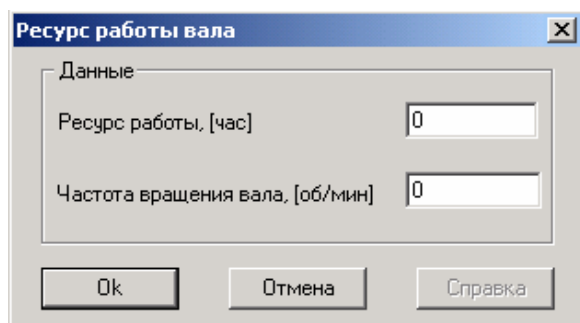 Ресурс работы вала
Данные
Ресурс работы, [час]
0
Частота вращения вала, [об/мин]
0
Ok
Отмена
Справка